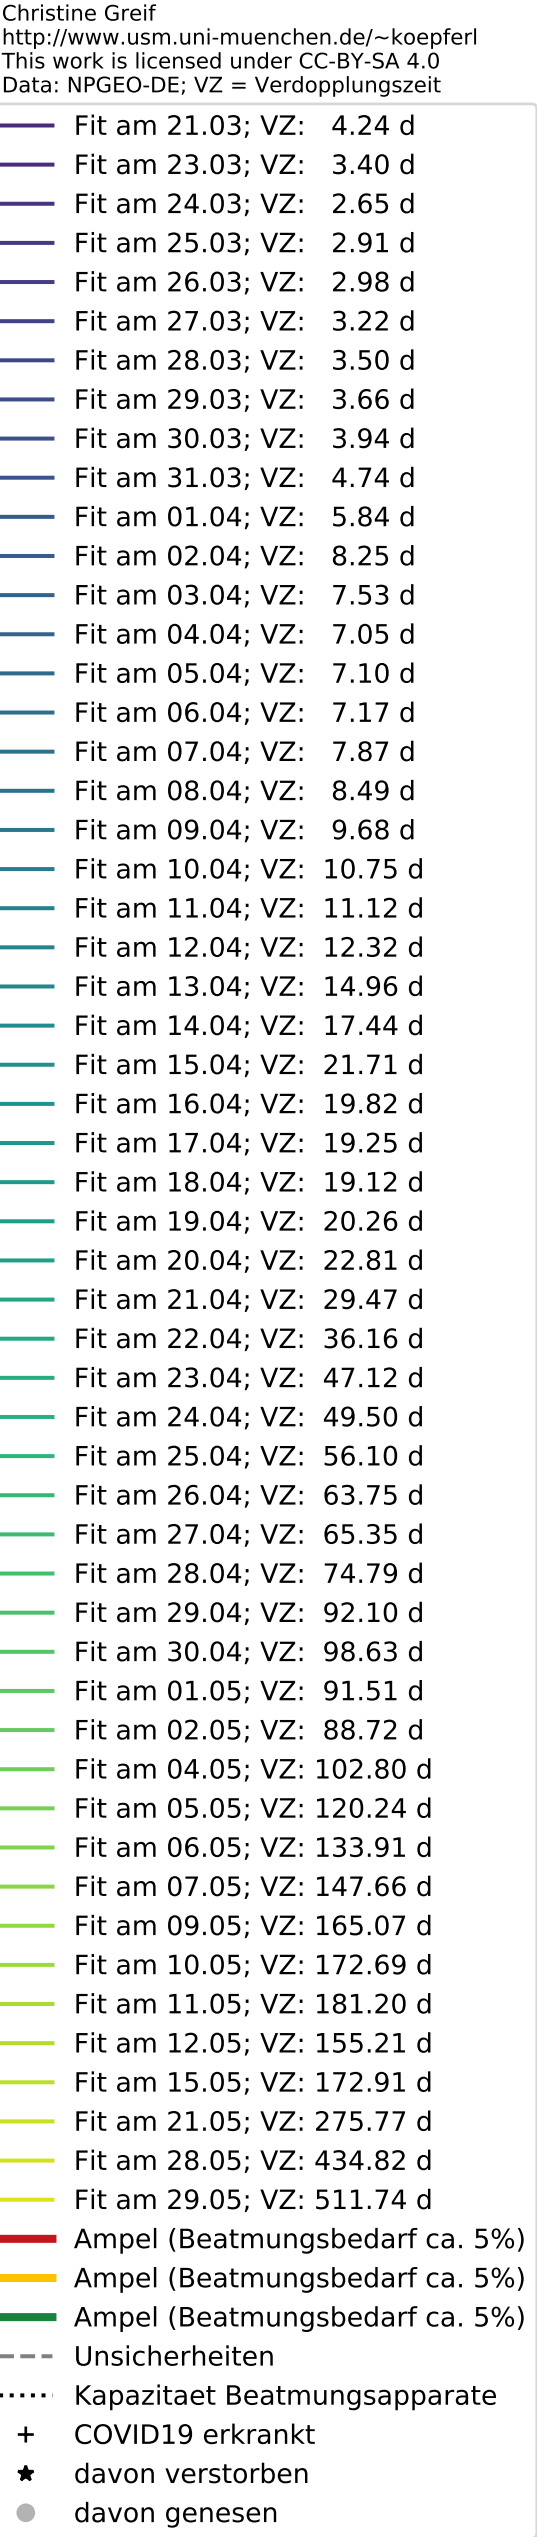 Christine Greif
http://www.usm.uni-muenchen.de/~koepferl
This work is licensed under CC-BY-SA 4.0
Data: NPGEO-DE; VZ = Verdopplungszeit
Fit am 21.03; VZ: 4.24 d
Fit am 23.03; VZ: 3.40 d
Fit am 24.03; VZ: 2.65 d
Fit am 25.03; VZ: 2.91 d
Fit am 26.03; VZ: 2.98 d
Fit am 27.03; VZ: 3.22 d
Fit am 28.03; VZ: 3.50 d
Fit am 29.03; VZ: 3.66 d
Fit am 30.03; VZ: 3.94 d
Fit am 31.03; VZ: 4.74 d
Fit am 01.04; VZ: 5.84 d
Fit am 02.04; VZ: 8.25 d
Fit am 03.04; VZ: 7.53 d
Fit am 04.04; VZ: 7.05 d
Fit am 05.04; VZ: 7.10 d
Fit am 06.04; VZ: 7.17 d
Fit am 07.04; VZ: 7.87 d
Fit am 08.04; VZ: 8.49 d
Fit am 09.04; VZ: 9.68 d
Fit am 10.04; VZ: 10.75 d
Fit am 11.04; VZ: 11.12 d
Fit am 12.04; VZ: 12.32 d
Fit am 13.04; VZ: 14.96 d
Fit am 14.04; VZ: 17.44 d
Fit am 15.04; VZ: 21.71 d
Fit am 16.04; VZ: 19.82 d
Fit am 17.04; VZ: 19.25 d
Fit am 18.04; VZ: 19.12 d
Fit am 19.04; VZ: 20.26 d
Fit am 20.04; VZ: 22.81 d
Fit am 21.04; VZ: 29.47 d
Fit am 22.04; VZ: 36.16 d
Fit am 23.04; VZ: 47.12 d
Fit am 24.04; VZ: 49.50 d
Fit am 25.04; VZ: 56.10 d
Fit am 26.04; VZ: 63.75 d
Fit am 27.04; VZ: 65.35 d
Fit am 28.04; VZ: 74.79 d
Fit am 29.04; VZ: 92.10 d
Fit am 30.04; VZ: 98.63 d
Fit am 01.05; VZ: 91.51 d
Fit am 02.05; VZ: 88.72 d
Fit am 04.05; VZ: 102.80 d
Fit am 05.05; VZ: 120.24 d
Fit am 06.05; VZ: 133.91 d
Fit am 07.05; VZ: 147.66 d
Fit am 09.05; VZ: 165.07 d
Fit am 10.05; VZ: 172.69 d
Fit am 11.05; VZ: 181.20 d
Fit am 12.05; VZ: 155.21 d
Fit am 15.05; VZ: 172.91 d
Fit am 21.05; VZ: 275.77 d
Fit am 28.05; VZ: 434.82 d
Fit am 29.05; VZ: 511.74 d
Ampel (Beatmungsbedarf ca. 5%)
Ampel (Beatmungsbedarf ca. 5%)
Ampel (Beatmungsbedarf ca. 5%)
Unsicherheiten
Kapazitaet Beatmungsapparate
COVID19 erkrankt
davon verstorben
davon genesen